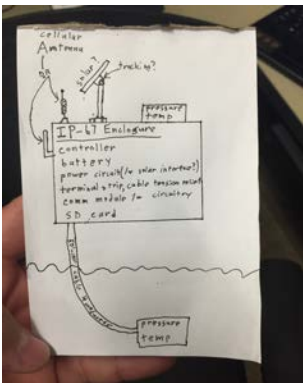 cellular
Antenna
or
solar?
tracking?
pressure
temp
IP-67 Enclosure
controller
battery
power circuit (/w solar interface?)
terminal strip, cable tension relief
comm module /w circuitry
SD card
pressure
temp